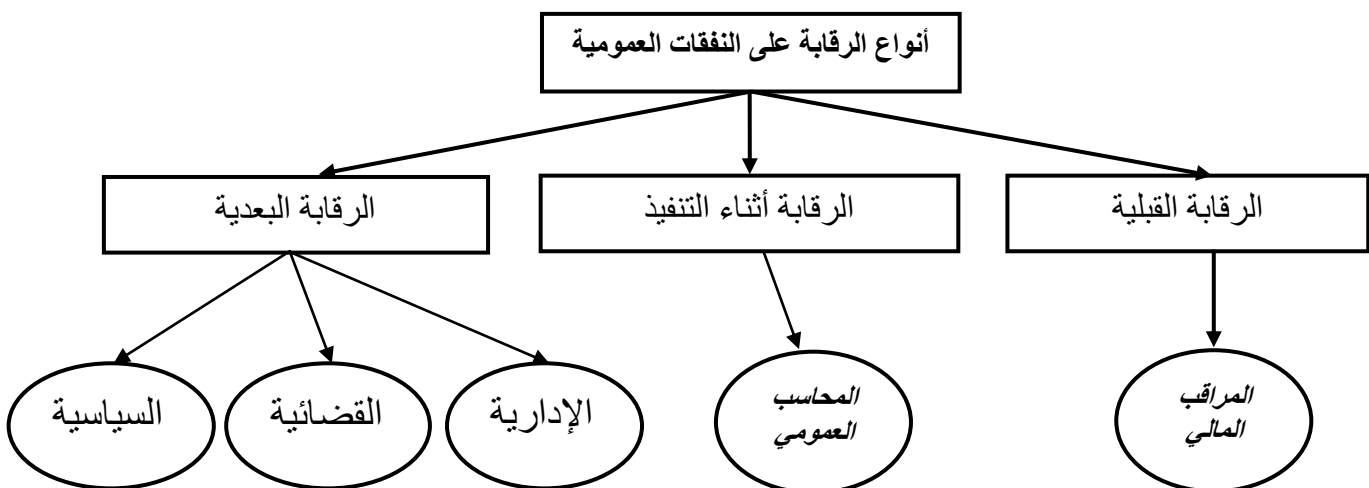 أنواع الرقابة على النفقات العمومية
الرقابة القبلية
الرقابة أثناء التنفيذ
الرقابة البعدية
المراقب
المالي
المحاسب
العمومي
الإدارية
القضائية
السياسية